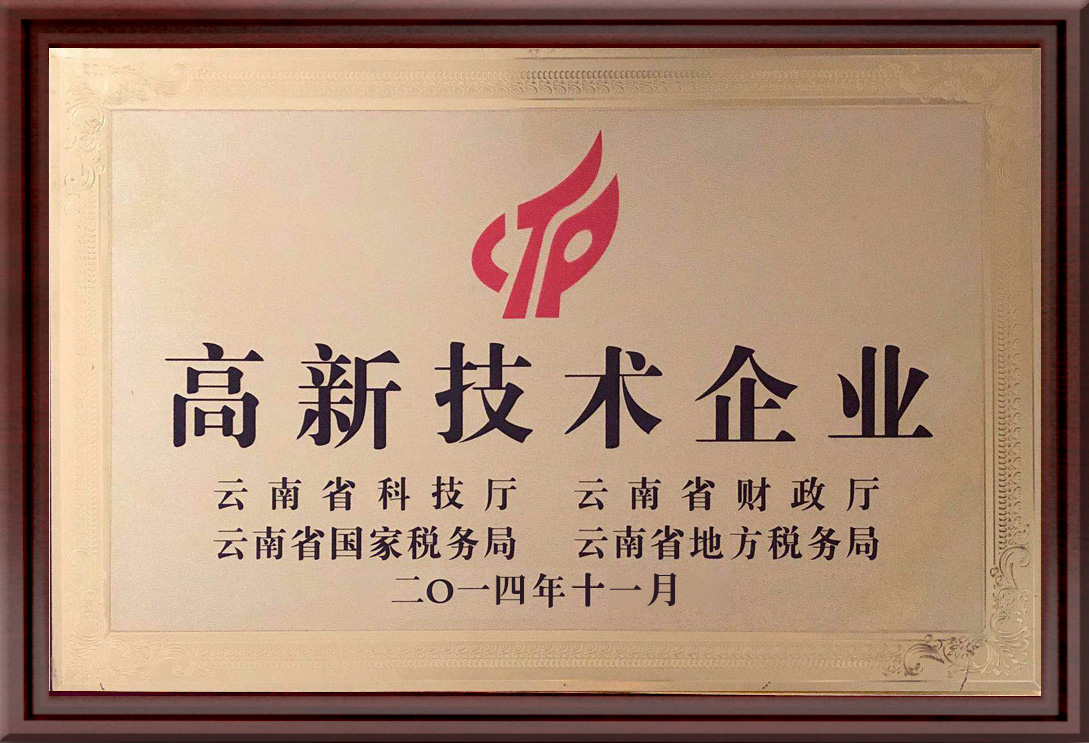 CTP
高新技术企业
云南省科技厅 云南省财政厅
云南省国家税务局 云南省地方税务局
二〇一四年十一月